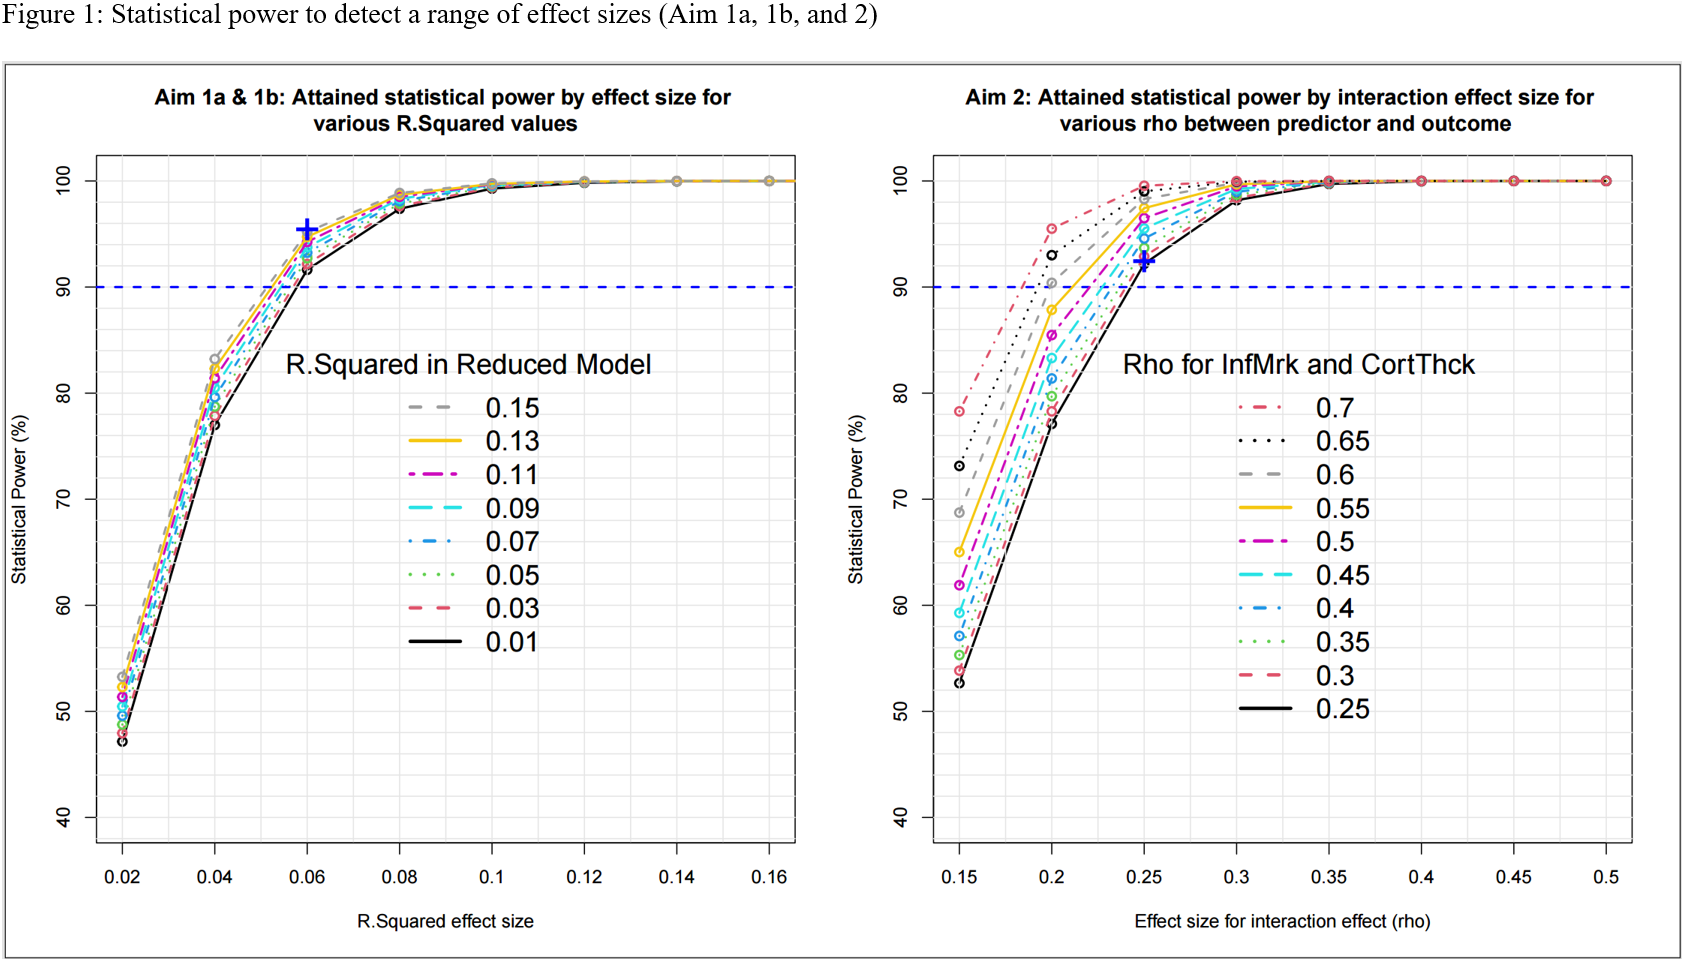 Figure 1: Statistical power to detect a range of effect sizes (Aim 1a, 1b, and 2)
Aim 1a & 1b: Attained statistical power by effect size for
various R.Squared values
Statistical Power (%)
100
90
80
70
60
50
40
R.Squared in Reduced Model
0.15
0.13
0.11
0.09
0.07
0.05
0.03
0.01
0.02 0.04 0.06 0.08 0.1 0.12 0.14 0.16
R.Squared effect size
Aim 2: Attained statistical power by interaction effect size for
various rho between predictor and outcome
Statistical Power (%)
100
90
80
70
60
50
40
Rho for InfMrk and CortThck
0.7
0.65
0.6
0.55
0.5
0.45
0.4
0.35
0.3
0.25
0.15 0.2 0.25 0.3 0.35 0.4 0.45 0.5
Effect size for interaction effect (rho)